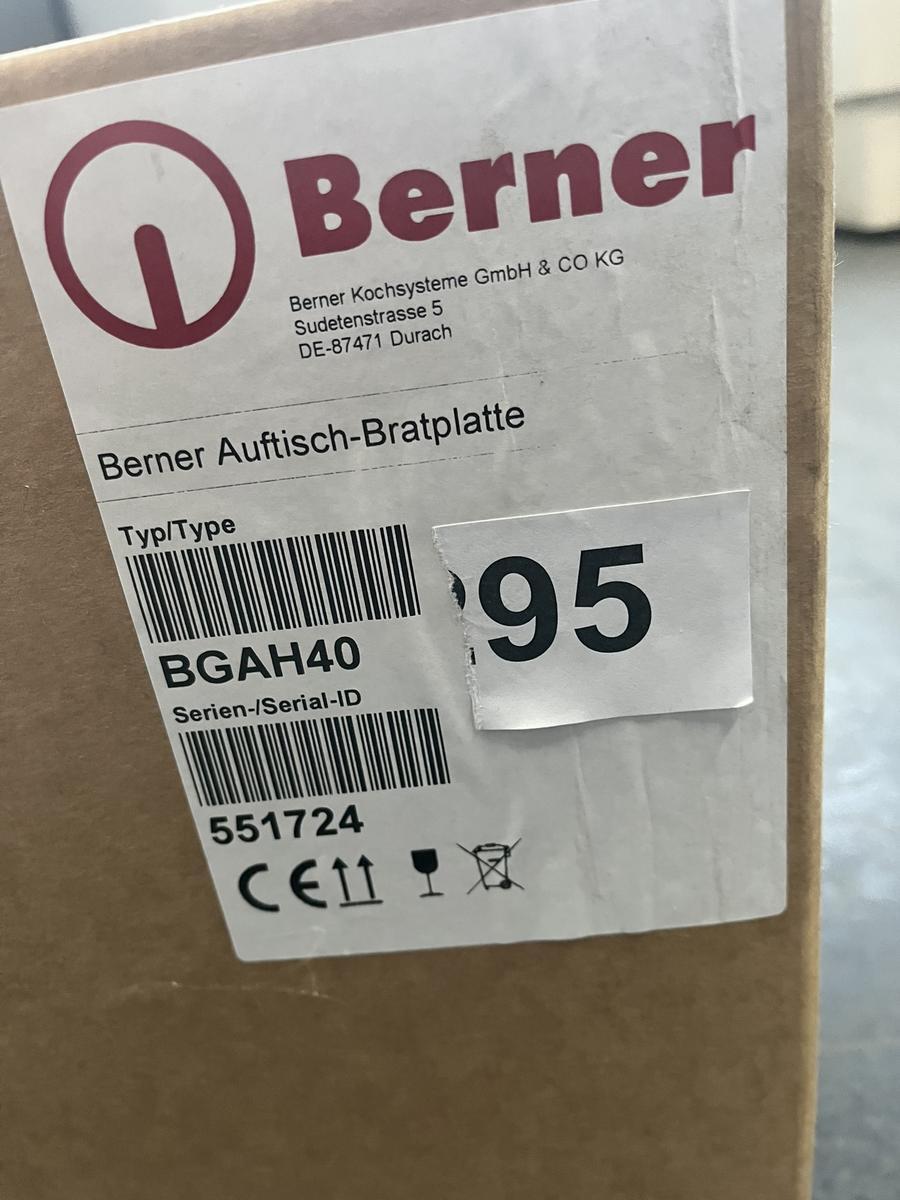 Berner
Berner Kochsysteme GmbH & CO KG
Sudetenstrasse 5
DE-87471 Durach
Berner Auftisch-Bratplatte
Typ/Type
BGAH40
95
Serien-/Serial-ID
551724
CE